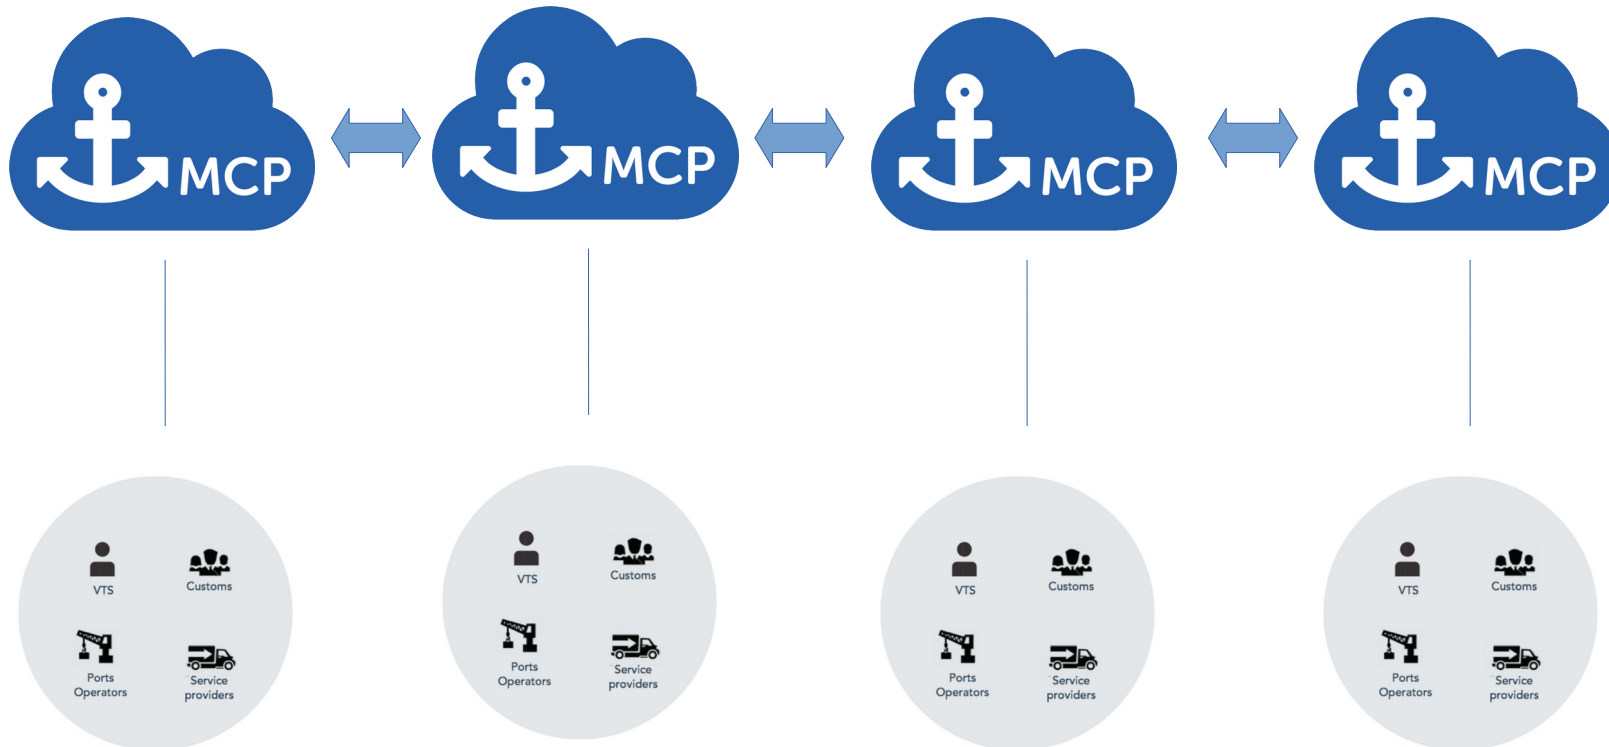 MCP
MCP
MCP
MCP
VTS
Customs
Ports
Operators
Service
providers
VTS
Customs
Ports
Operators
Service
providers
VTS
Customs
Ports
Operators
Service
providers
VTS
Customs
Ports
Operators
Service
providers